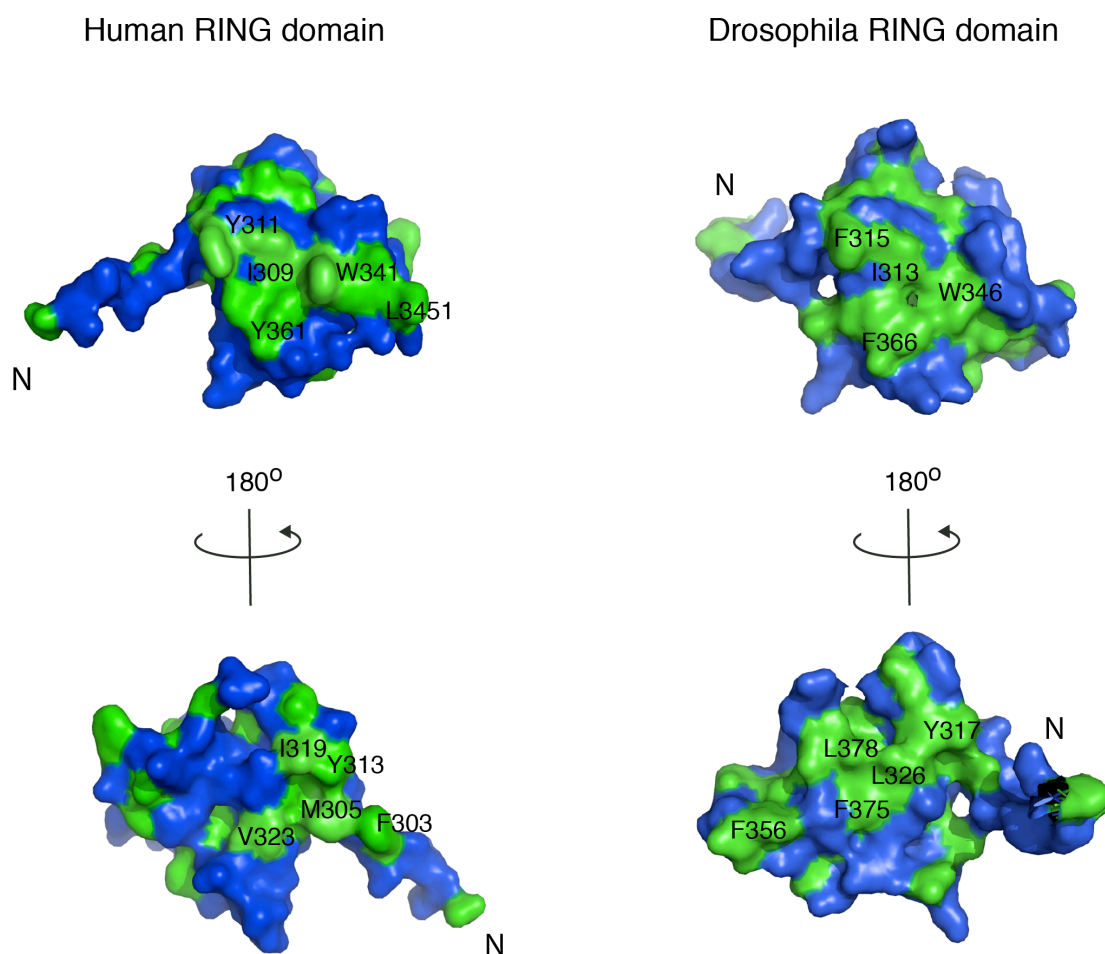 Human RING domain
Drosophila RING domain
Y311
I309
W341
L3451
Y361
N
N
F315
I313
W346
F366
180o
180o
I319
Y313
M305
F303
V323
N
Y317
N
L378
L326
F375
F356